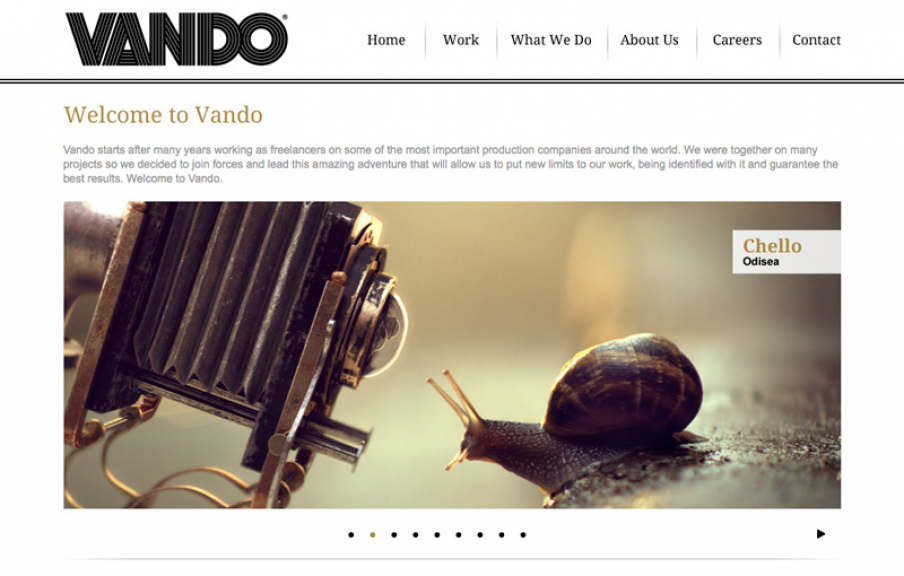 VANDO®
Home
Work
What We Do
About Us
Careers
Contact
Welcome to Vando
Vando starts after many years working as freelancers on some of the most important production companies around the world. We were together on many
projects so we decided to join forces and lead this amazing adventure that will allow us to put new limits to our work, being identified with it and guarantee the
best results. Welcome to Vando.
Chello
Odisea